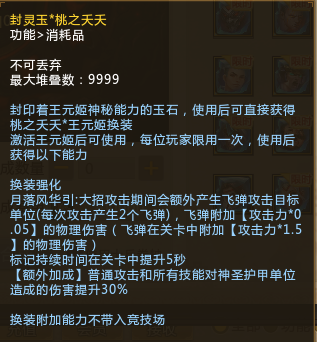 封灵玉*桃之夭夭
功能>消耗品
不可丢弃
最大堆叠数：9999
封印着王元姬神秘能力的玉石，使用后可直接获得
桃之夭夭*王元姬换装
激活王元姬后可使用，每位玩家限用一次，使用后
获得以下能力
换装强化
月落风华引:大招攻击期间会额外产生飞弹攻击目标
单位(每次攻击产生2个飞弹)，飞弹附加【攻击力*0
.05】的物理伤害（飞弹在关卡中附加【攻击力*1.5
】的物理伤害）
标记持续时间在关卡中提升5秒
【额外加成】普通攻击和所有技能对神圣护甲单位
造成的伤害提升30%
换装附加能力不带入竞技场